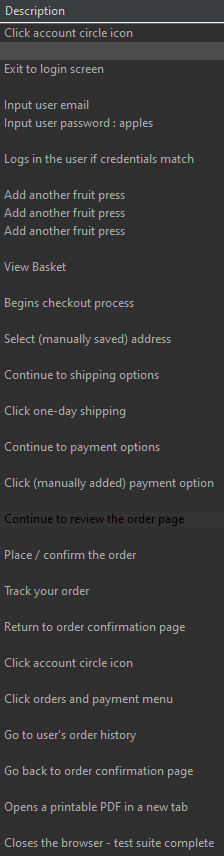 Description
Click account circle icon
Exit to login screen
Input user email
Input user password : apples
Logs in the user if credentials match
Add another fruit press
Add another fruit press
Add another fruit press
View Basket
Begins checkout process
Select (manually saved) address
Continue to shipping options
Click one-day shipping
Continue to payment options
Click (manually added) payment option
Continue to review the order page
Place / confirm the order
Track your order
Return to order confirmation page
Click account circle icon
Click orders and payment menu
Go to user's order history
Go back to order confirmation page
Opens a printable PDF in a new tab
Closes the browser - test suite complete